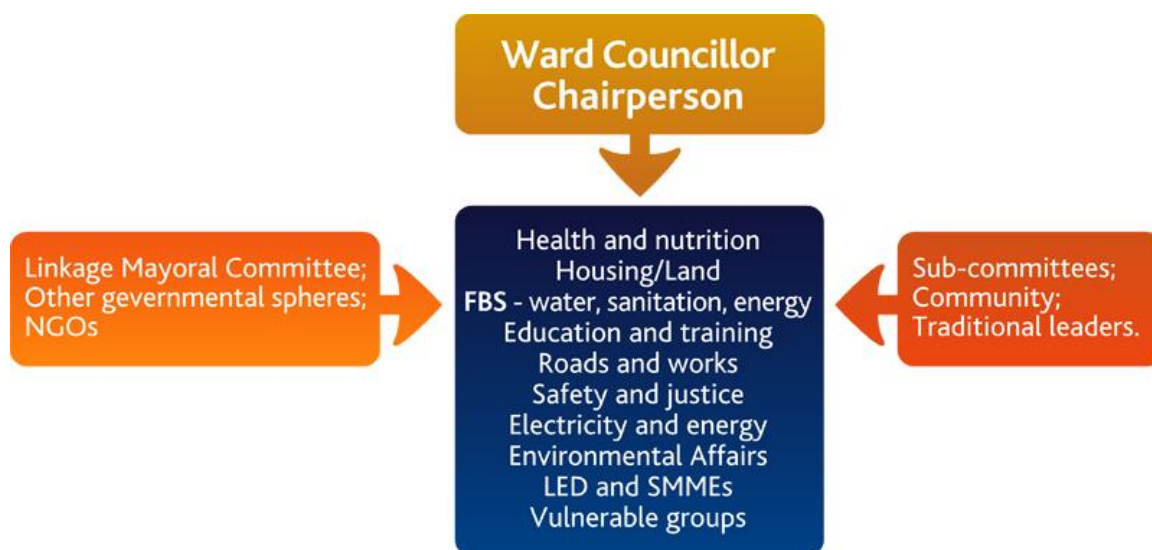 Ward Councillor
Chairperson
Linkage Mayoral Committee;
Other gevernmental spheres;
NGOs
Health and nutrition
Housing/Land
FBS - water, sanitation, energy
Education and training
Roads and works
Safety and justice
Electricity and energy
Environmental Affairs
LED and SMMEs
Vulnerable groups
Sub-committees;
Community;
Traditional leaders.